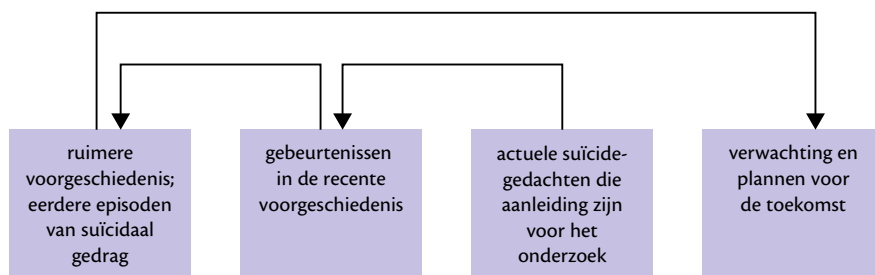 ruimere
voorgeschiedenis;
eerdere episoden
van suïcidaal
gedrag
gebeurtenissen
in de recente
voorgeschiedenis
actuele suïcide-
gedachten die
aanleiding zijn
voor het
onderzoek
verwachting en
plannen voor
de toekomst